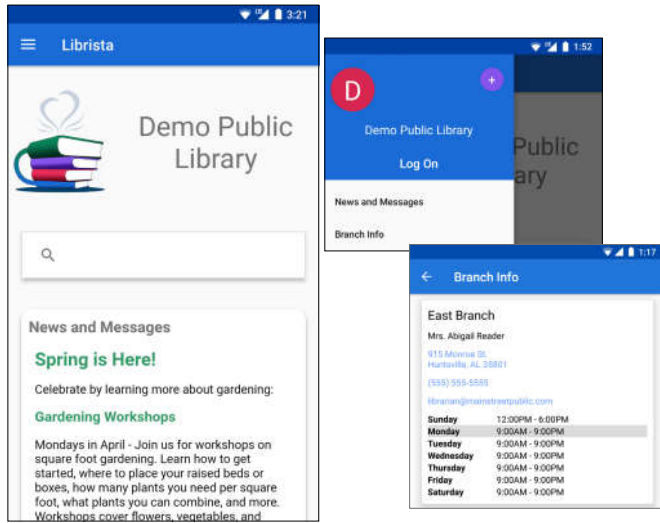 3:21
Librista
Demo Public
Library
News and Messages
Spring is Here!
Celebrate by learning more about gardening:
Gardening Workshops
Mondays in April - Join us for workshops on
square foot gardening. Learn how to get
started, where to place your raised beds or
boxes, how many plants you need per square
foot, what plants you can combine, and more.
Workshops cover flowers, vegetables, and
1:52
D
+
Demo Public Library
Log On
Public
ary
News and Messages
Branch Info
1:17
Branch Info
East Branch
Mrs. Abigail Reader
915 Monroe St.
Huntsville, AL 35801
(555) 555-5555
librarian@mainstreetpublic.com
Sunday 12:00PM - 6:00PM
Monday 9:00AM - 9:00PM
Tuesday 9:00AM - 9:00PM
Wednesday 9:00AM - 9:00PM
Thursday 9:00AM - 9:00PM
Friday 9:00AM - 9:00PM
Saturday 9:00AM - 9:00PM